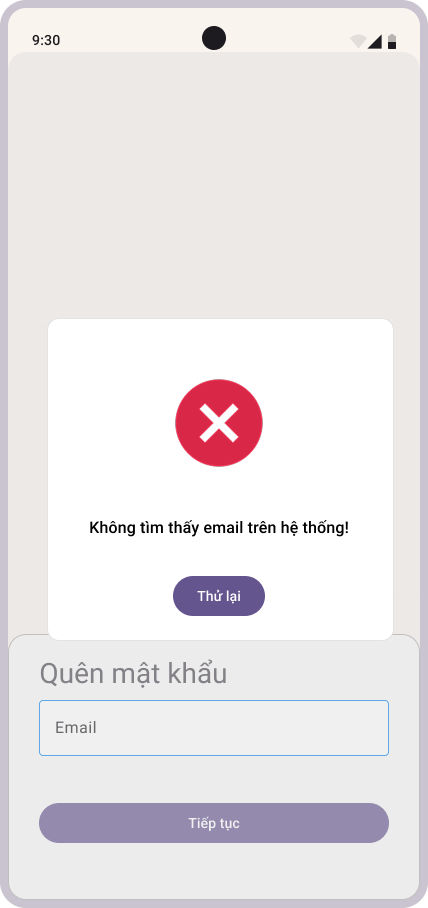 9:30
Không tìm thấy email trên hệ thống!
Thử lại
Quên mật khẩu
Email
Tiếp tục